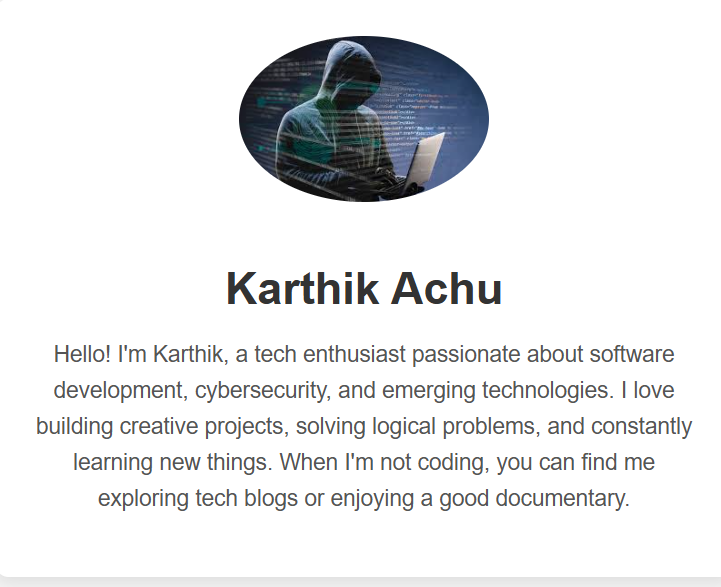 Karthik Achu
Hello! I'm Karthik, a tech enthusiast passionate about software
development, cybersecurity, and emerging technologies. I love
building creative projects, solving logical problems, and constantly
learning new things. When I'm not coding, you can find me
exploring tech blogs or enjoying a good documentary.